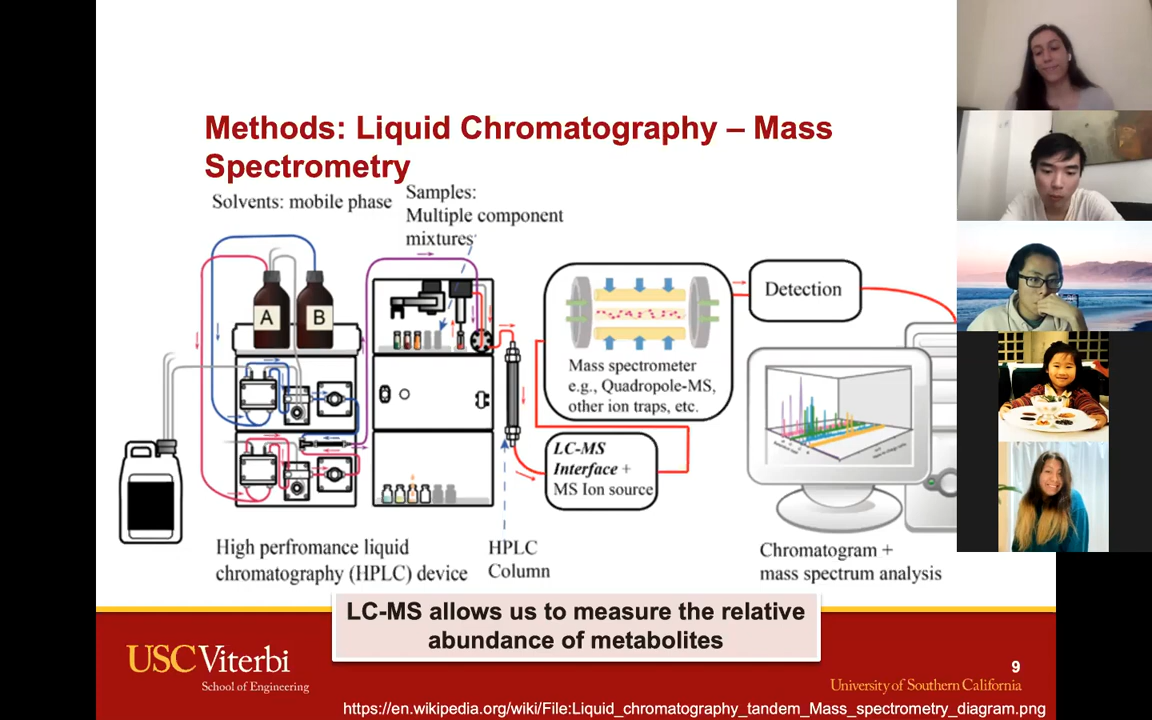 Methods: Liquid Chromatography – Mass
Spectrometry
Solvents: mobile phase
Samples:
Multiple component
mixtures
A
B
Detection
Mass spectrometer
e.g., Quadropole-MS,
other ion traps, etc.
LC-MS
Interface +
MS Ion source
High perfromance liquid
chromatography (HPLC) device
HPLC
Column
Chromatogram +
mass spectrum analysis
LC-MS allows us to measure the relative
abundance of metabolites
USC Viterbi
School of Engineering
9
University of Southern California
https://en.wikipedia.org/wiki/File:Liquid_chromatography_tandem_Mass_spectrometry_diagram.png